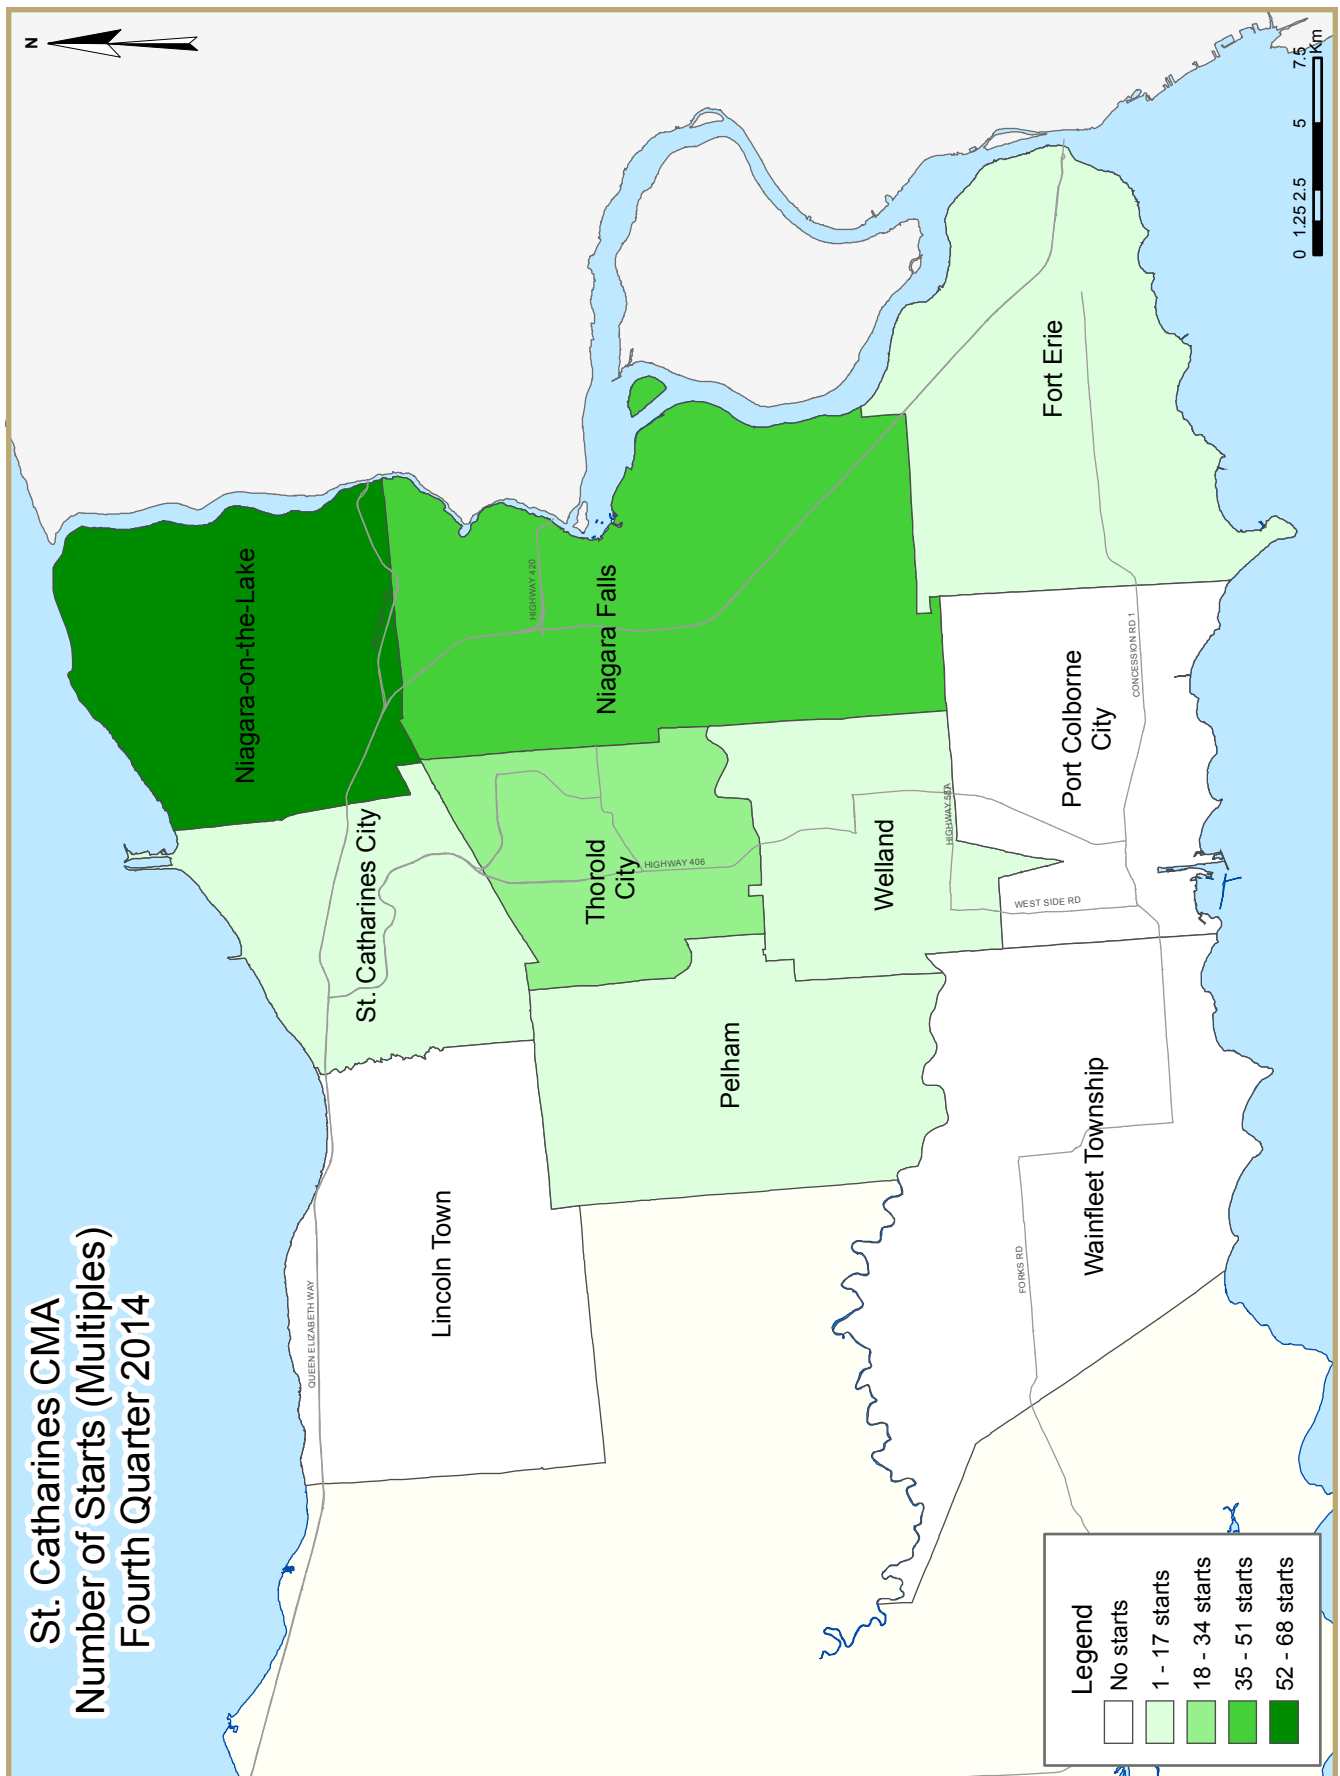 St. Catharines CMA
Number of Starts (Multiples)
Fourth Quarter 2014
N
QUEEN ELIZABETH WAY
Lincoln Town
St. Catharines City
Niagara-on-the-Lake
HIGHWAY 420
Niagara Falls
Thorold
City
HIGHWAY 406
Pelham
Welland
HIGHWAY 58A
WEST SIDE RD
Port Colborne
City
CONCESSION RD 1
Fort Erie
Wainfleet Township
FORKS RD
Legend
No starts
1 - 17 starts
18 - 34 starts
35 - 51 starts
52 - 68 starts
0 1.25 2.5 5 7.5
Km